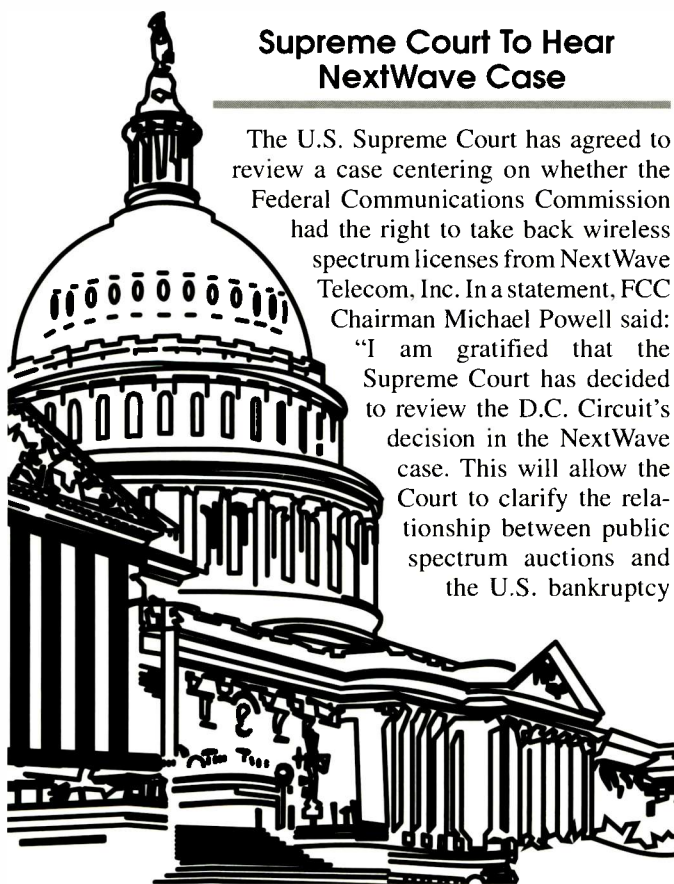 Supreme Court To Hear
NextWave Case
The U.S. Supreme Court has agreed to
review a case centering on whether the
Federal Communications Commission
had the right to take back wireless
spectrum licenses from NextWave
Telecom, Inc. In a statement, FCC
Chairman Michael Powell said:
“I am gratified that the
Supreme Court has decided
to review the D.C. Circuit’s
decision in the NextWave
case. This will allow the
Court to clarify the rela-
tionship between public
spectrum auctions and
the U.S. bankruptcy